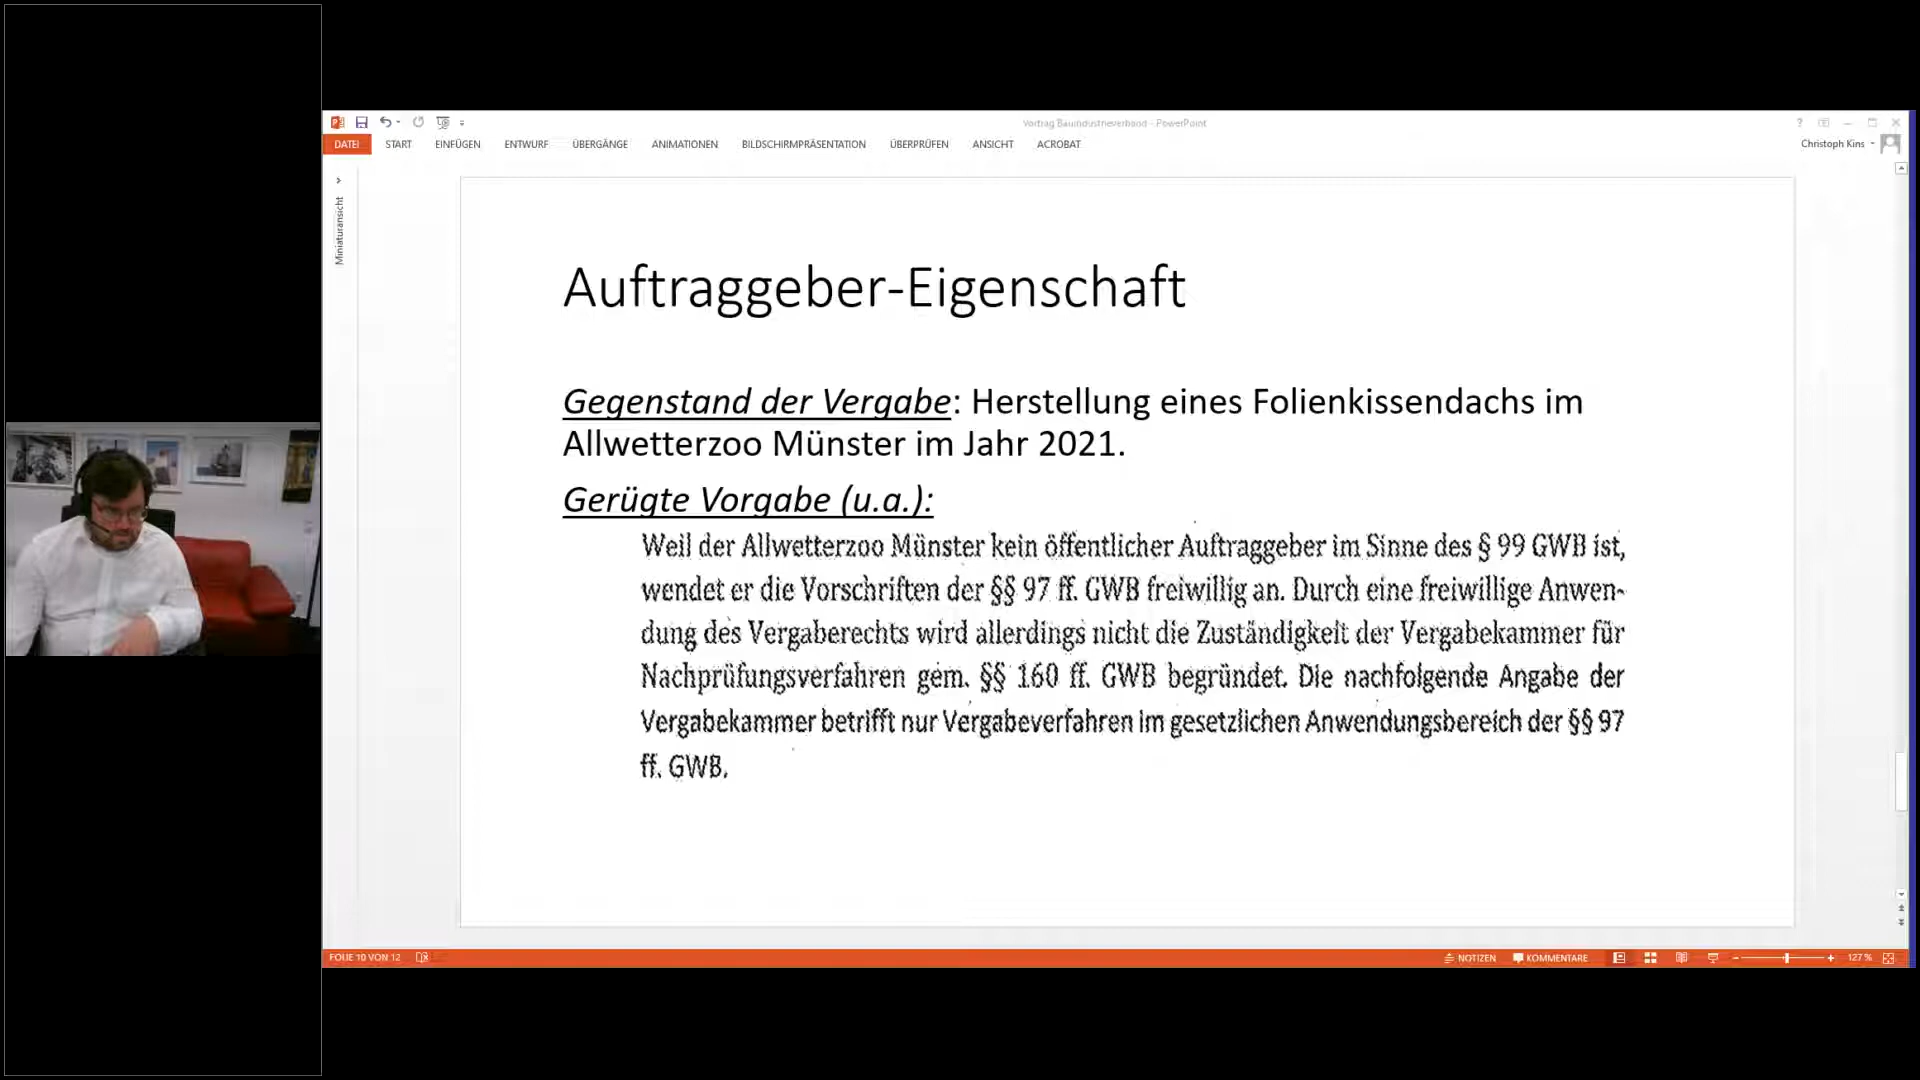 Vortrag Bauindustrieverband - PowerPoint
DATEI START EINFÜGEN ENTWURF ÜBERGÄNGE ANIMATIONEN BILDSCHIRMPRÄSENTATION ÜBERPRÜFEN ANSICHT ACROBAT Christoph Kins
Miniaturansicht
Auftraggeber-Eigenschaft
Gegenstand der Vergabe: Herstellung eines Folienkissendachs im
Allwetterzoo Münster im Jahr 2021.
Gerügte Vorgabe (u.a.):
Weil der Allwetterzoo Münster kein öffentlicher Auftraggeber im Sinne des § 99 GWB ist,
wendet er die Vorschriften der §§ 97 ff. GWB freiwillig an. Durch eine freiwillige Anwen-
dung des Vergaberechts wird allerdings nicht die Zuständigkeit der Vergabekammer für
Nachprüfungsverfahren gem. §§ 160 ff. GWB begründet. Die nachfolgende Angabe der
Vergabekammer betrifft nur Vergabeverfahren im gesetzlichen Anwendungsbereich der §§ 97
ff. GWB.
FOLIE 10 VON 12 NOTIZEN KOMMENTARE 127 %